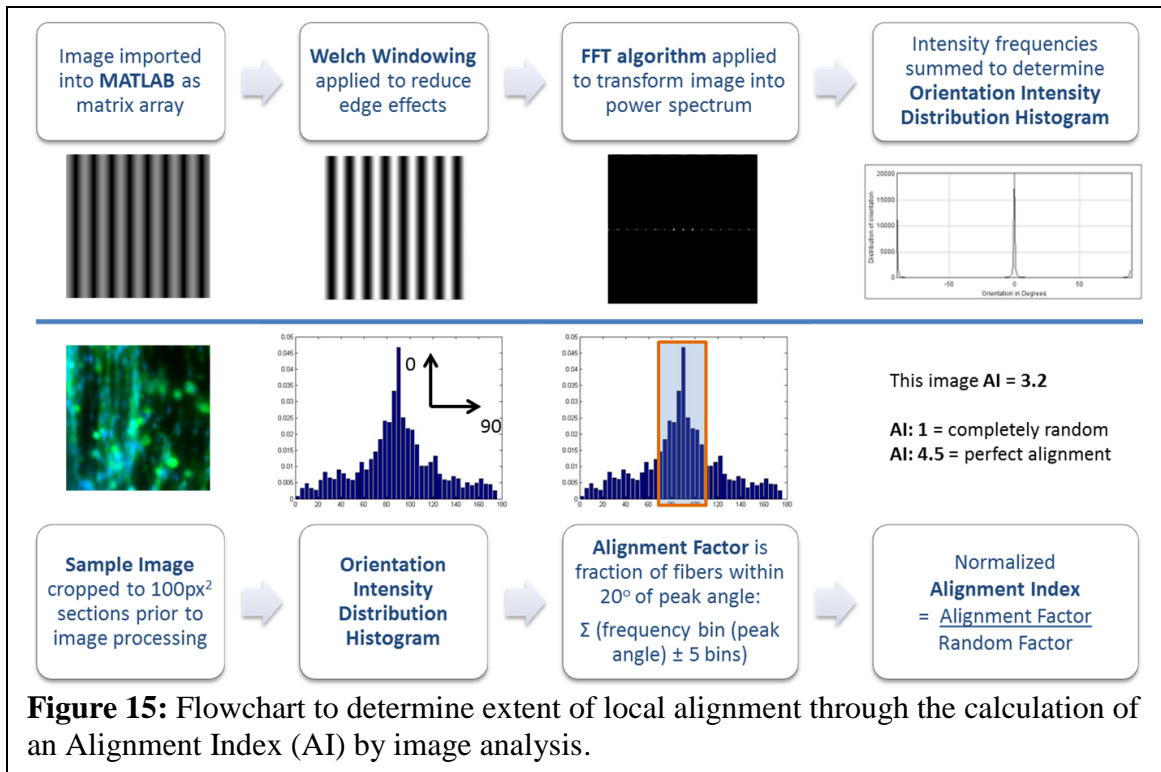 Image imported
into MATLAB as
matrix array
Welch Windowing
applied to reduce
edge effects
FFT algorithm applied
to transform image into
power spectrum
Intensity frequencies
summed to determine
Orientation Intensity
Distribution Histogram
20000
15000
10000
5000
0
-50
0
50
Distribution of orientation
Orientation in Degrees
0.05
0.045
0.04
0.035
0.03
0.025
0.02
0.015
0.01
0.005
0
0 20 40 60 80 100 120 140 160 180
0
90
0.05
0.045
0.04
0.035
0.03
0.025
0.02
0.015
0.01
0.005
0
0 20 40 60 80 100 120 140 160 180
This image AI = 3.2
AI: 1 = completely random
AI: 4.5 = perfect alignment
Sample Image
cropped to 100px²
sections prior to
image processing
Orientation
Intensity
Distribution
Histogram
Alignment Factor is
fraction of fibers within
20° of peak angle:
Σ (frequency bin (peak
angle) ± 5 bins)
Normalized
Alignment Index
= Alignment Factor
Random Factor
Figure 15: Flowchart to determine extent of local alignment through the calculation of
an Alignment Index (AI) by image analysis.